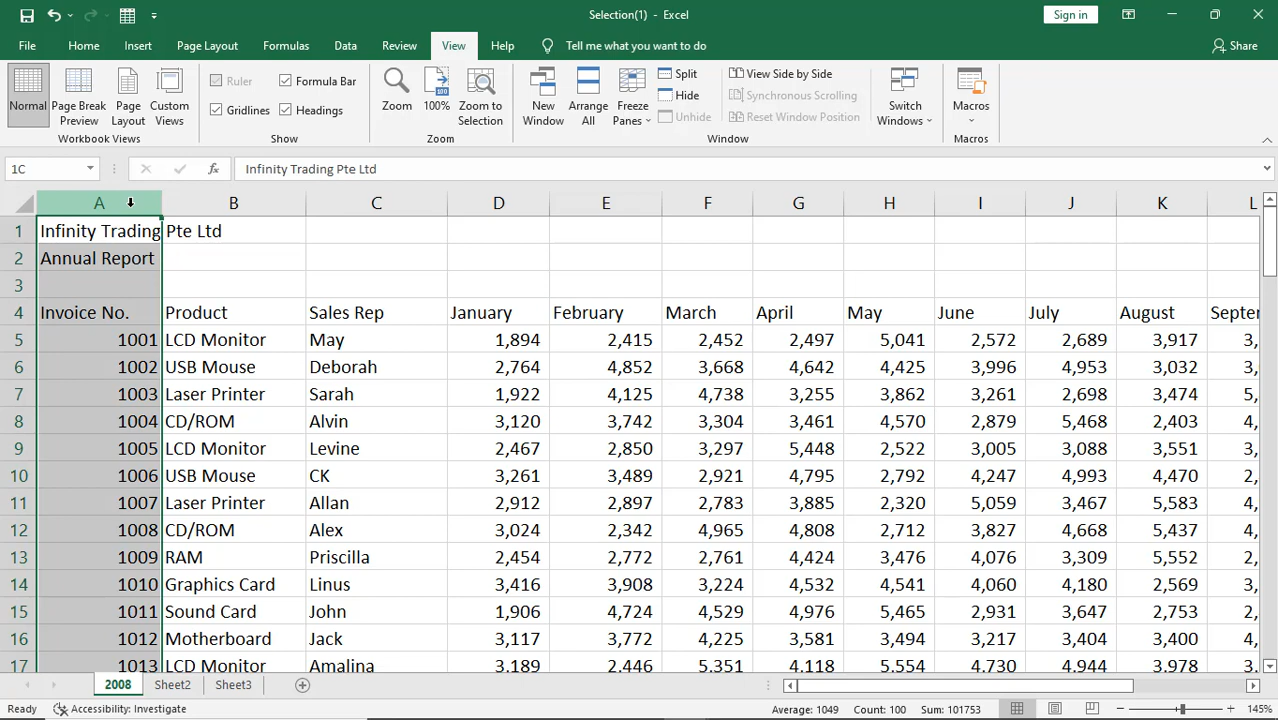 Selection(1) - Excel
Sign in
File Home Insert Page Layout Formulas Data Review View Help Tell me what you want to do Share
Normal
Page Break Preview
Page Layout
Custom Views
Workbook Views
Ruler Formula Bar
Gridlines Headings
Show
Zoom
100%
Zoom to Selection
Zoom
New Window
Arrange All
Freeze Panes
Split
Hide
Unhide
View Side by Side
Synchronous Scrolling
Reset Window Position
Window
Switch Windows
Macros
Macros
1C fx Infinity Trading Pte Ltd
A B C D E F G H I J K L
1 Infinity Trading Pte Ltd
2 Annual Report
3
4 Invoice No. Product Sales Rep January February March April May June July August Septer
5 1001 LCD Monitor May 1,894 2,415 2,452 2,497 5,041 2,572 2,689 3,917 3,
6 1002 USB Mouse Deborah 2,764 4,852 3,668 4,642 4,425 3,996 4,953 3,032 3,
7 1003 Laser Printer Sarah 1,922 4,125 4,738 3,255 3,862 3,261 2,698 3,474 5,
8 1004 CD/ROM Alvin 3,120 3,742 3,304 3,461 4,570 2,879 5,468 2,403 4,
9 1005 LCD Monitor Levine 2,467 2,850 3,297 5,448 2,522 3,005 3,088 3,551 3,
10 1006 USB Mouse CK 3,261 3,489 2,921 4,795 2,792 4,247 4,993 4,470 2,
11 1007 Laser Printer Allan 2,912 2,897 2,783 3,885 2,320 5,059 3,467 5,583 4,
12 1008 CD/ROM Alex 3,024 2,342 4,965 4,808 2,712 3,827 4,668 5,437 4,
13 1009 RAM Priscilla 2,454 2,772 2,761 4,424 3,476 4,076 3,309 5,552 4,
14 1010 Graphics Card Linus 3,416 3,908 3,224 4,532 4,541 4,060 4,180 2,569 3,
15 1011 Sound Card John 1,906 4,724 4,529 4,976 5,465 2,931 3,647 2,753 3,
16 1012 Motherboard Jack 3,117 3,772 4,225 3,581 3,494 3,217 3,404 3,400 4,
17 1013 LCD Monitor Amalina 3,189 2,446 5,351 4,118 5,554 4,730 4,944 3,978 3,
2008 Sheet2 Sheet3
Ready Accessibility: Investigate Average: 1049 Count: 100 Sum: 101753 145%